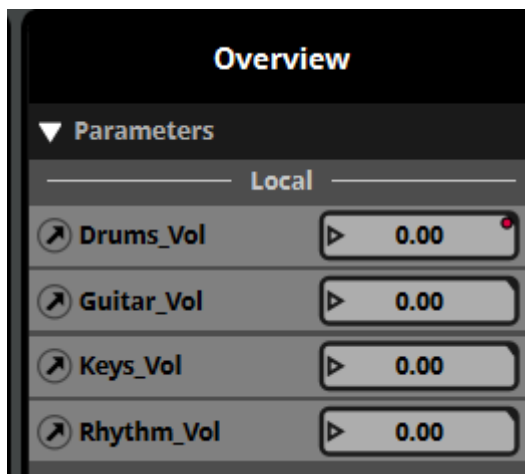 Overview
Parameters
Local
Drums_Vol 0.00
Guitar_Vol 0.00
Keys_Vol 0.00
Rhythm_Vol 0.00